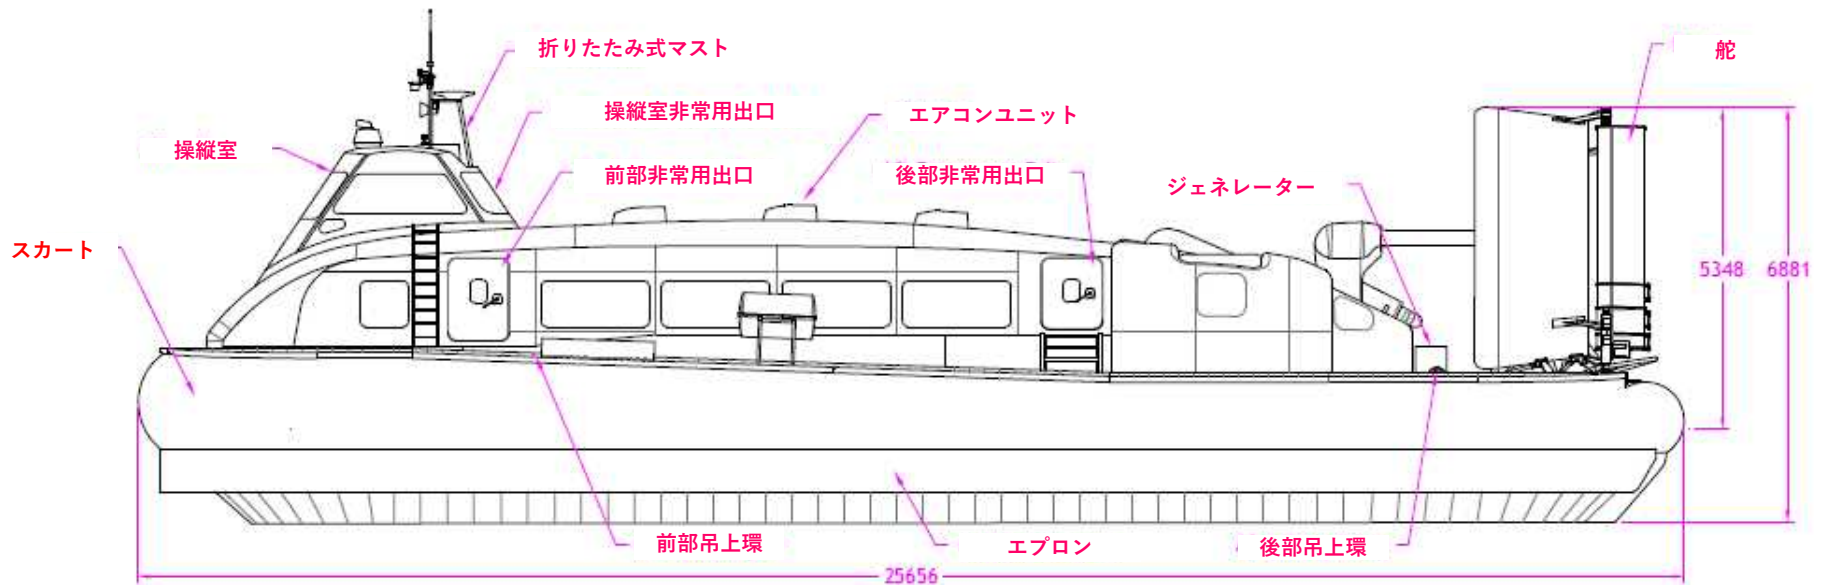 折りたたみ式マスト
舵
操縦室非常用出口
エアコンユニット
操縦室
前部非常用出口
後部非常用出口
ジェネレーター
スカート
5348
6881
前部吊上環
エプロン
後部吊上環
25656